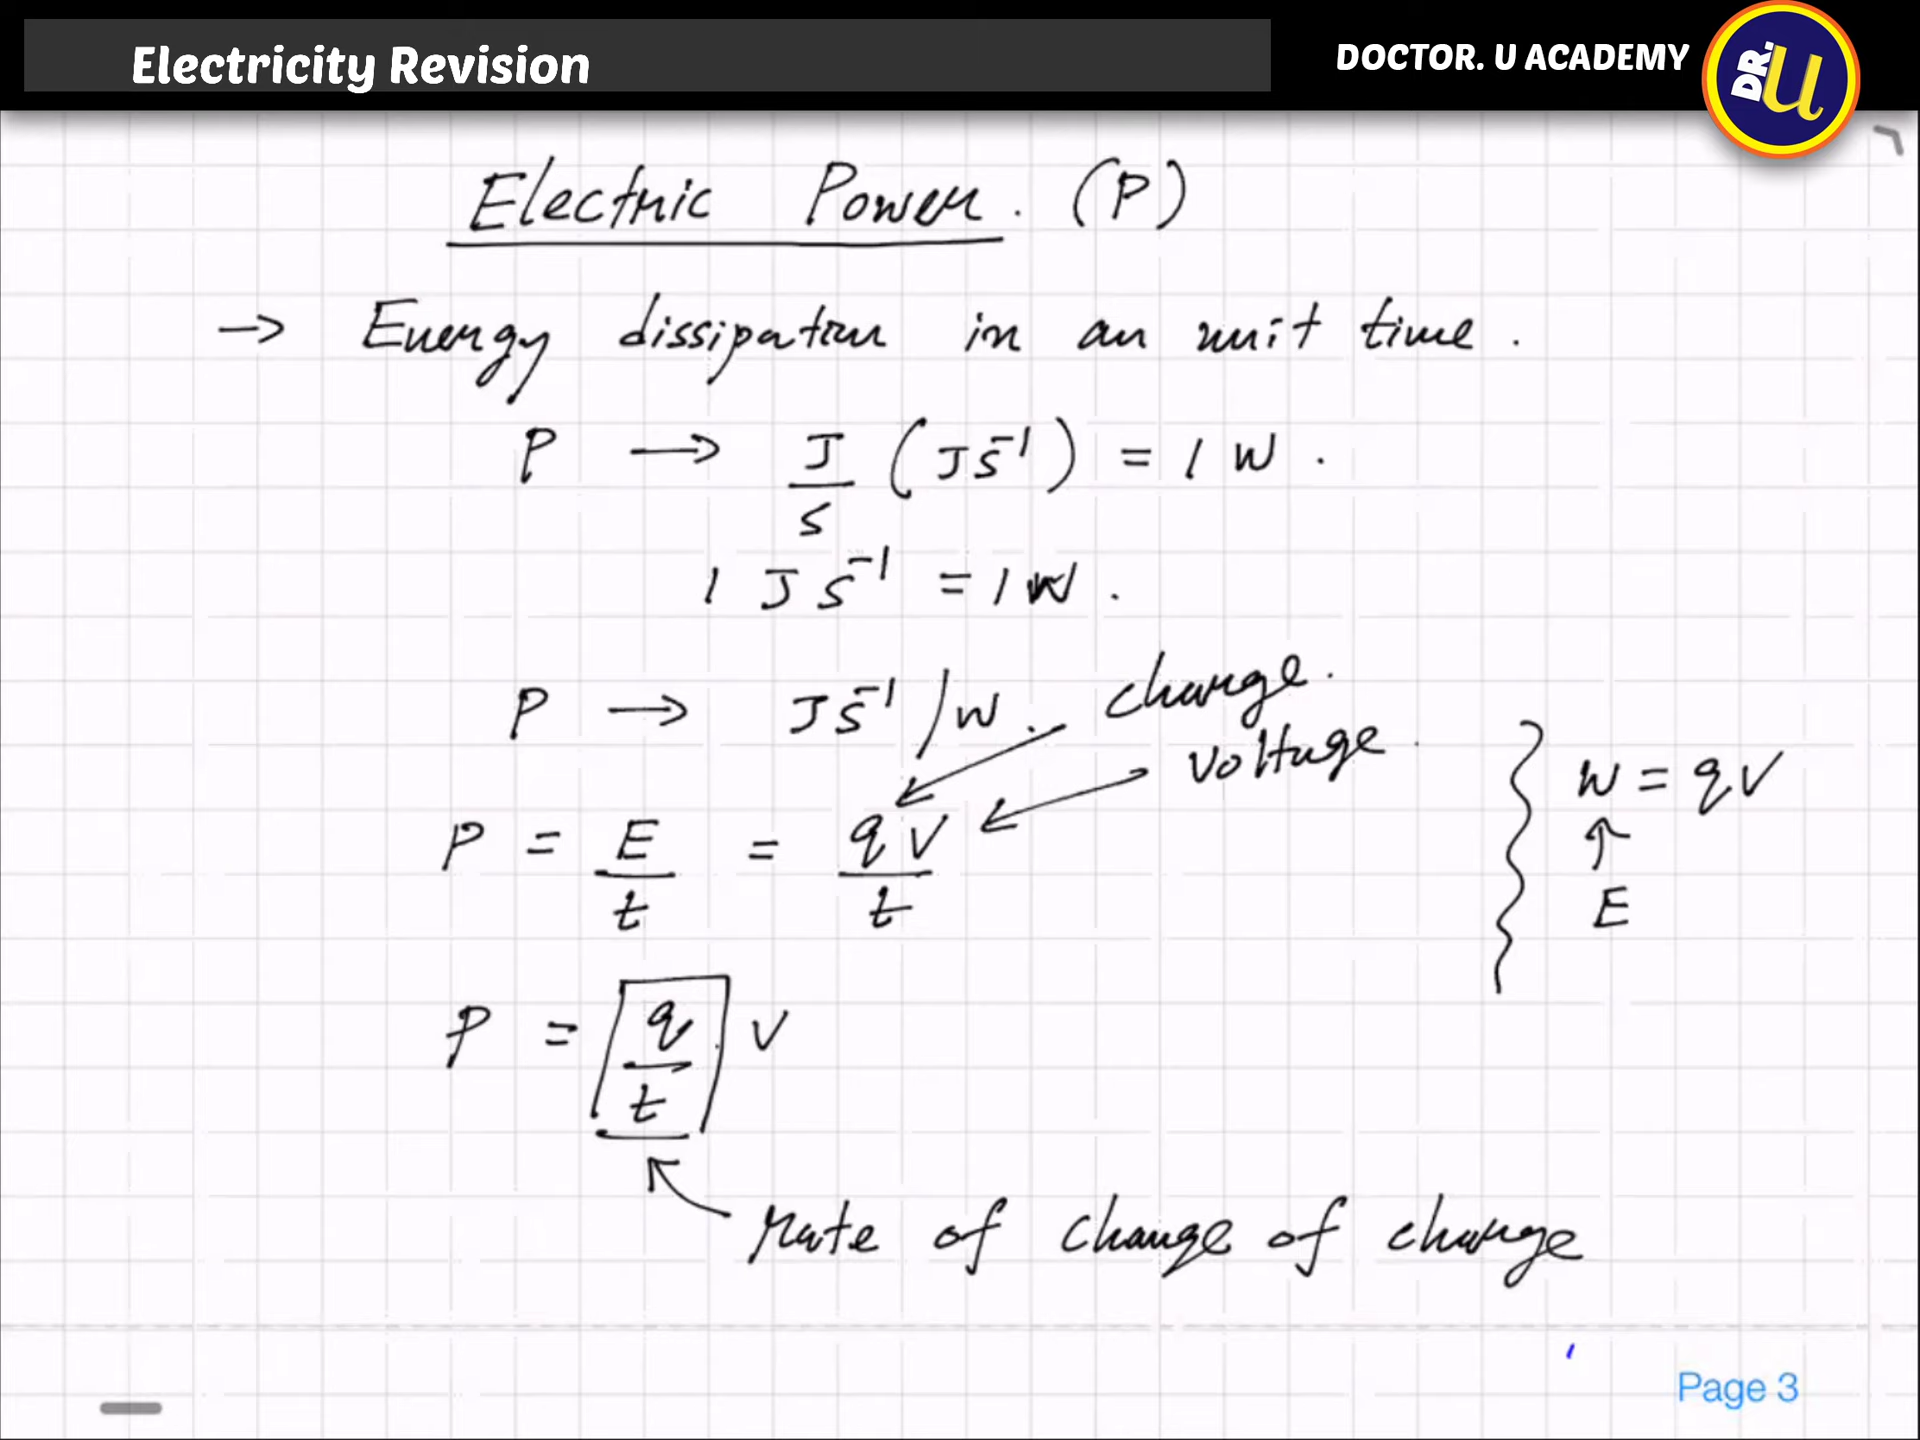 Electricity Revision
DOCTOR. U ACADEMY
DR. U
Electric Power. (P)
→ Energy dissipation in an unit time.
P → J/s (Js⁻¹) = 1 W.
1 Js⁻¹ = 1 W.
P → Js⁻¹ / W.
charge.
voltage.
P = E/t = qV/t
W = qV
↑
E
P = q/t . V
Rate of change of charge
Page 3